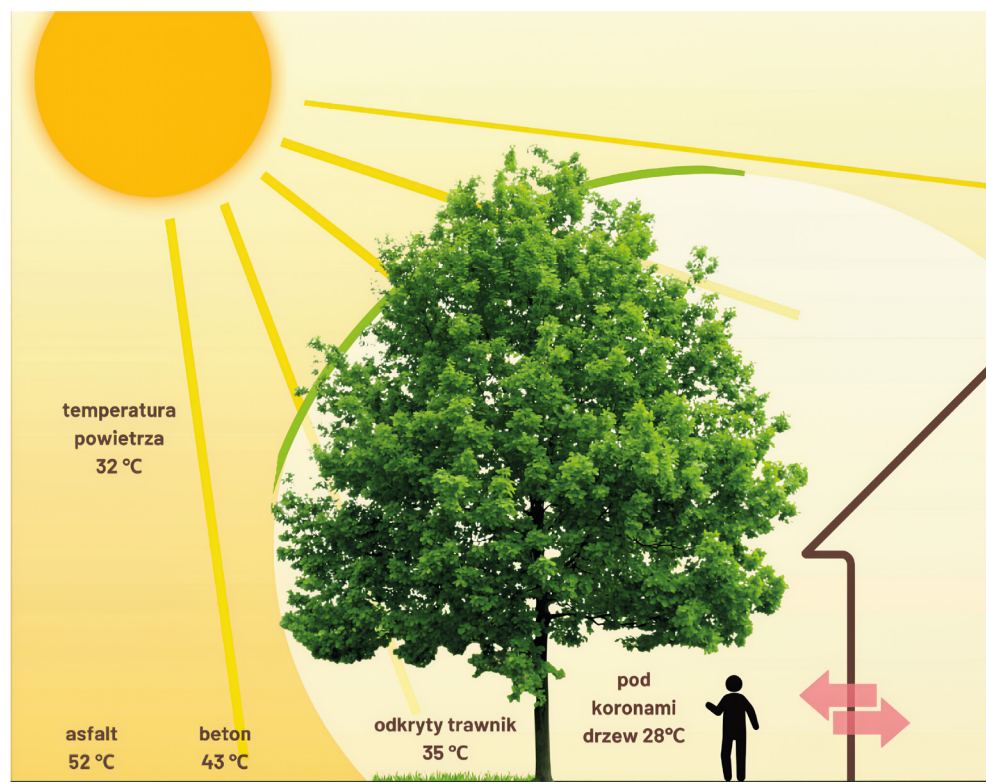 temperatura
powietrza
32 °C
asfalt
52 °C
beton
43 °C
odkryty trawnik
35 °C
pod
koronami
drzew 28°C